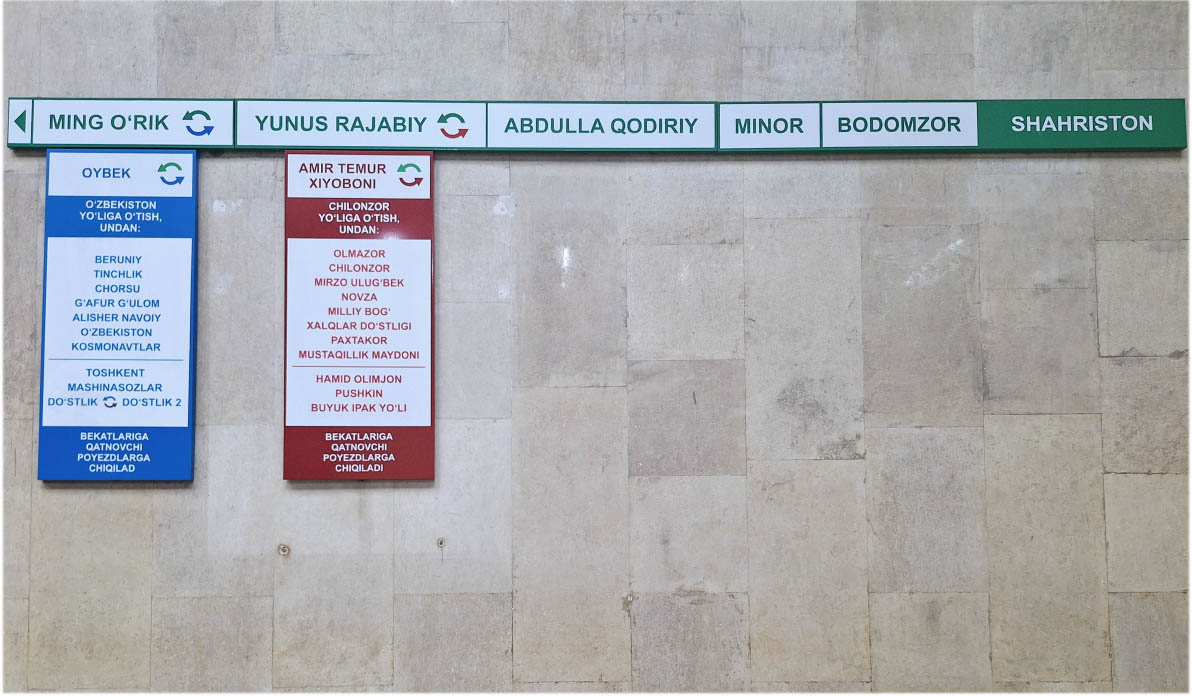 MING O‘RIK
YUNUS RAJABIY
ABDULLA QODIRIY
MINOR
BODOMZOR
SHAHRISTON
OYBEK
O‘ZBEKISTON
YO‘LIGA O‘TISH,
UNDAN:
BERUNIY
TINCHLIK
CHORSU
G‘AFUR G‘ULOM
ALISHER NAVOIY
O‘ZBEKISTON
KOSMONAVTLAR
TOSHKENT
MASHINASOZLAR
DO‘STLIK DO‘STLIK 2
BEKATLARIGA
QATNOVCHI
POYEZDLARGA
CHIQILAD
AMIR TEMUR
XIYOBONI
CHILONZOR
YO‘LIGA O‘TISH,
UNDAN:
OLMAZOR
CHILONZOR
MIRZO ULUG‘BEK
NOVZA
MILLIY BOG‘
XALQLAR DO‘STLIGI
PAXTAKOR
MUSTAQILLIK MAYDONI
HAMID OLIMJON
PUSHKIN
BUYUK IPAK YO‘LI
BEKATLARIGA
QATNOVCHI
POYEZDLARGA
CHIQILADI